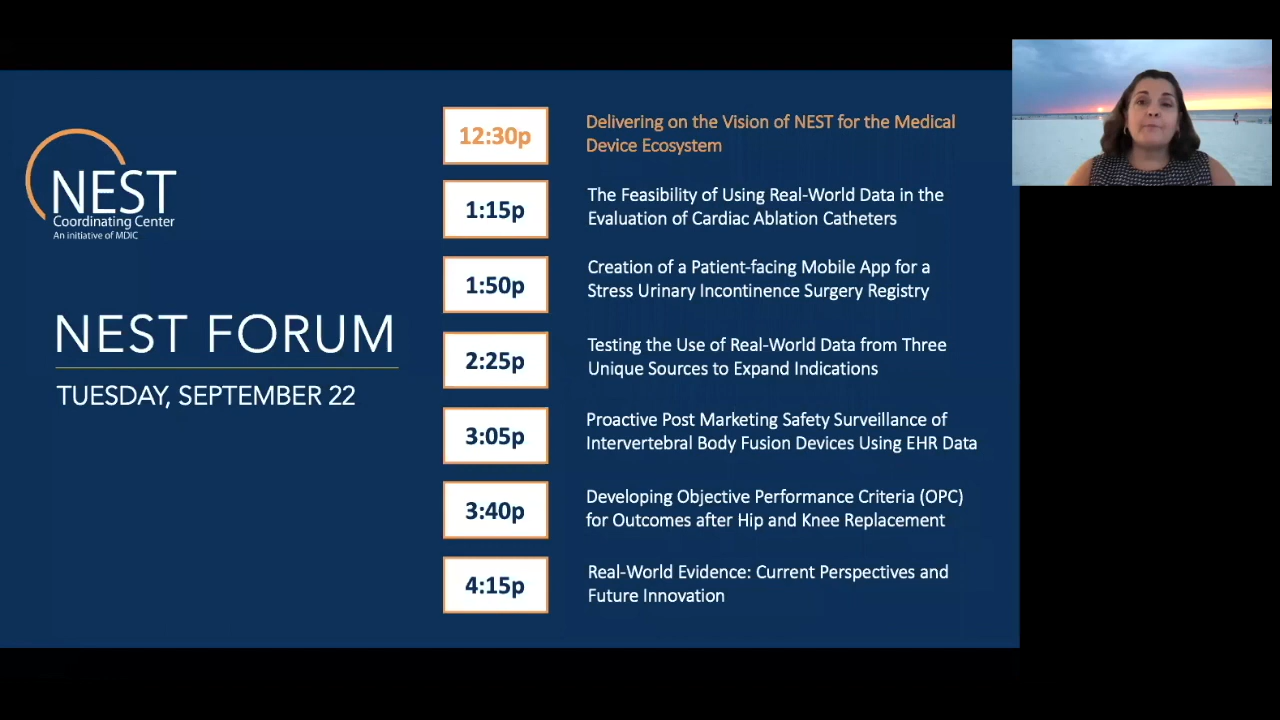 NEST
Coordinating Center
An initiative of MDIC
NEST FORUM
TUESDAY, SEPTEMBER 22
12:30p
Delivering on the Vision of NEST for the Medical
Device Ecosystem
1:15p
The Feasibility of Using Real-World Data in the
Evaluation of Cardiac Ablation Catheters
1:50p
Creation of a Patient-facing Mobile App for a
Stress Urinary Incontinence Surgery Registry
2:25p
Testing the Use of Real-World Data from Three
Unique Sources to Expand Indications
3:05p
Proactive Post Marketing Safety Surveillance of
Intervertebral Body Fusion Devices Using EHR Data
3:40p
Developing Objective Performance Criteria (OPC)
for Outcomes after Hip and Knee Replacement
4:15p
Real-World Evidence: Current Perspectives and
Future Innovation